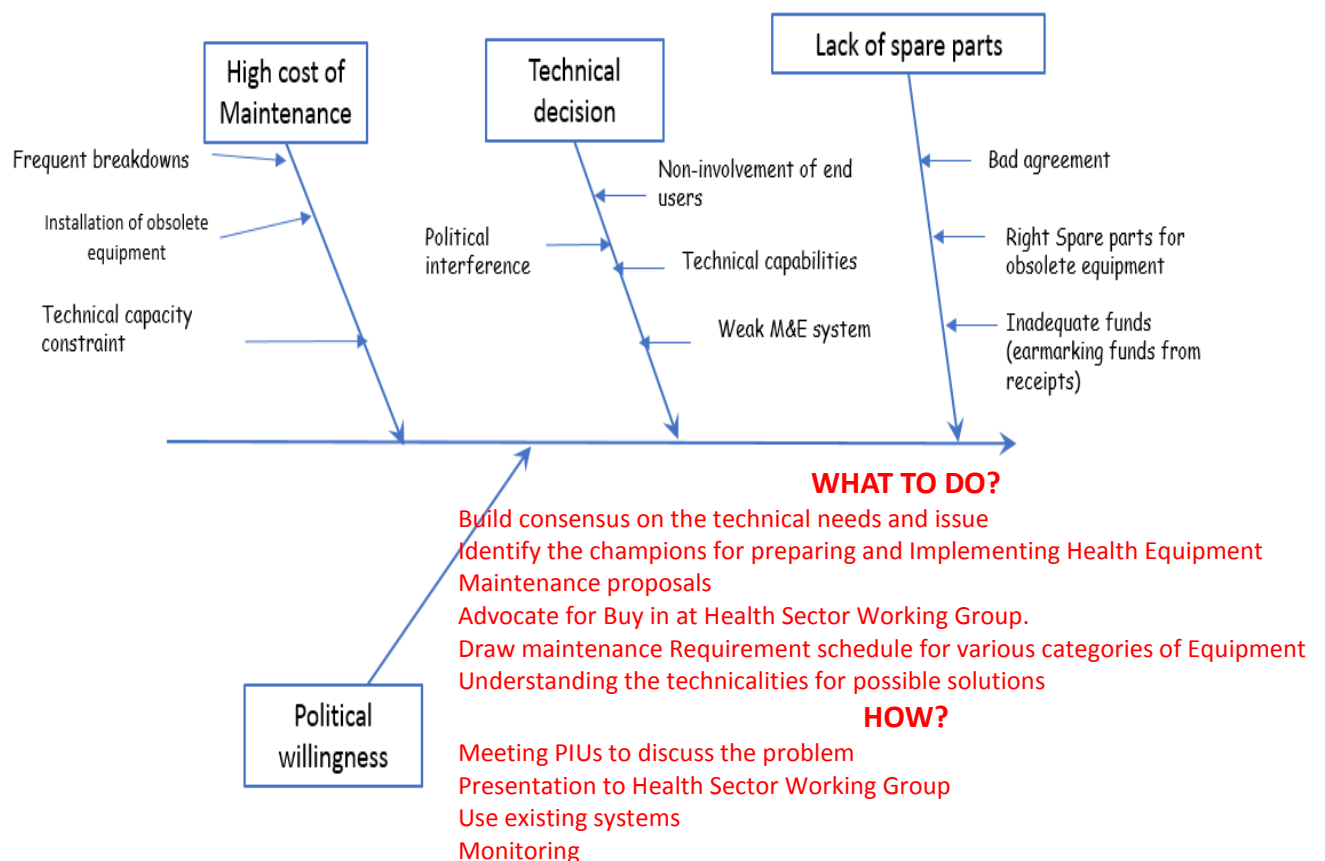 High cost of
Maintenance
Technical
decision
Lack of spare parts
Frequent breakdowns
Installation of obsolete
equipment
Technical capacity
constraint
Non-involvement of end
users
Political
interference
Technical capabilities
Weak M&E system
Bad agreement
Right Spare parts for
obsolete equipment
Inadequate funds
(earmarking funds from
receipts)
WHAT TO DO?
Build consensus on the technical needs and issue
Identify the champions for preparing and Implementing Health Equipment
Maintenance proposals
Advocate for Buy in at Health Sector Working Group.
Draw maintenance Requirement schedule for various categories of Equipment
Understanding the technicalities for possible solutions
Political
willingness
HOW?
Meeting PIUs to discuss the problem
Presentation to Health Sector Working Group
Use existing systems
Monitoring